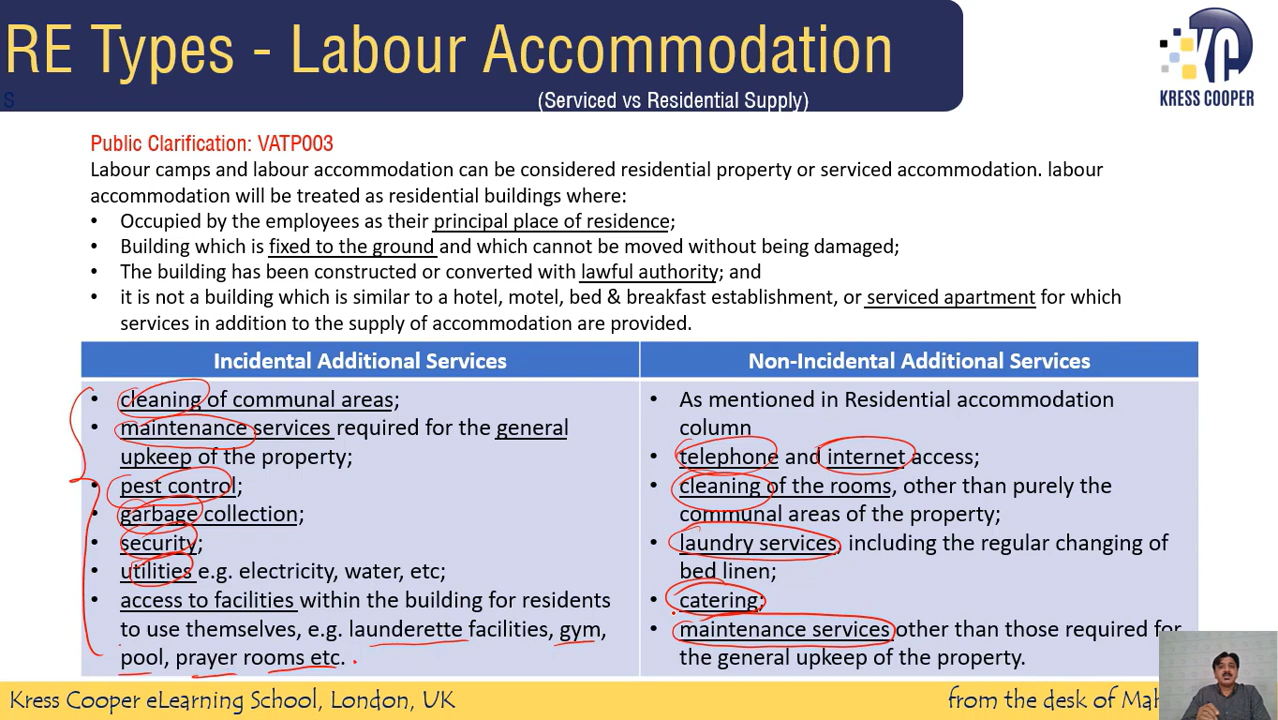 RE Types - Labour Accommodation
S
(Serviced vs Residential Supply)
KC
KRESS COOPER
Public Clarification: VATP003
Labour camps and labour accommodation can be considered residential property or serviced accommodation. labour
accommodation will be treated as residential buildings where:
• Occupied by the employees as their principal place of residence;
• Building which is fixed to the ground and which cannot be moved without being damaged;
• The building has been constructed or converted with lawful authority; and
• it is not a building which is similar to a hotel, motel, bed & breakfast establishment, or serviced apartment for which
services in addition to the supply of accommodation are provided.
Incidental Additional Services
• cleaning of communal areas;
• maintenance services required for the general
upkeep of the property;
• pest control;
• garbage collection;
• security;
• utilities e.g. electricity, water, etc;
• access to facilities within the building for residents
to use themselves, e.g. launderette facilities, gym,
pool, prayer rooms etc.
Non-Incidental Additional Services
• As mentioned in Residential accommodation
column
• telephone and internet access;
• cleaning of the rooms, other than purely the
communal areas of the property;
• laundry services, including the regular changing of
bed linen;
• catering;
• maintenance services other than those required for
the general upkeep of the property.
Kress Cooper eLearning School, London, UK
from the desk of Ma